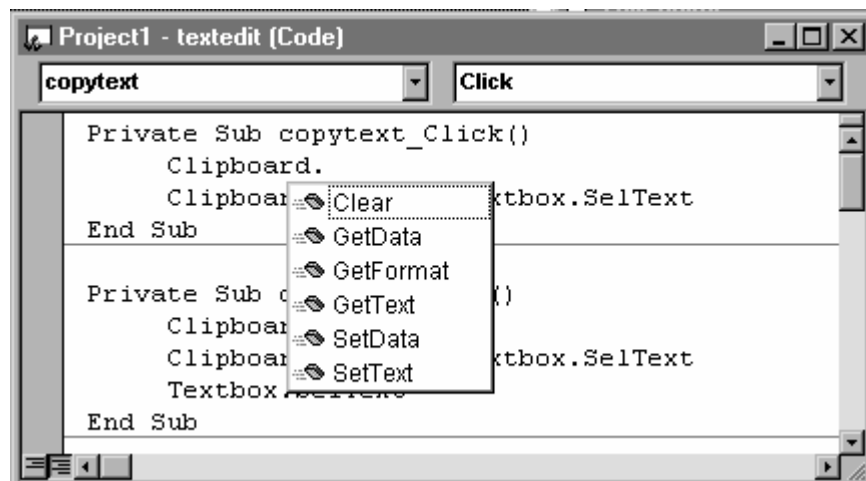 Project1 - textedit (Code)
copytext Click
Private Sub copytext_Click()
Clipboard.
Clipboar xtbox.SelText
End Sub
Clear
GetData
GetFormat
GetText
SetData
SetText
Private Sub ()
Clipboar
Clipboar xtbox.SelText
Textbox.
End Sub